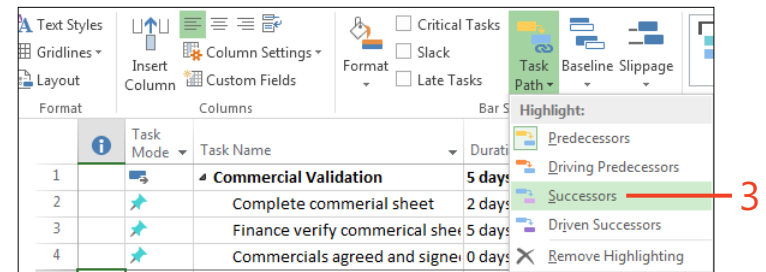 A Text Styles
Critical Tasks
Gridlines
Column Settings
Slack
Insert Column
Format
Task Path
Baseline
Slippage
Layout
Custom Fields
Late Tasks
Format
Columns
Bar S
Highlight:
Task Mode
Task Name
Durati
Predecessors
1
Commercial Validation
5 days
Driving Predecessors
2
Complete commerial sheet
2 days
Successors
3
3
Finance verify commerical shee
5 days
Driven Successors
4
Commercials agreed and signe
0 days
Remove Highlighting